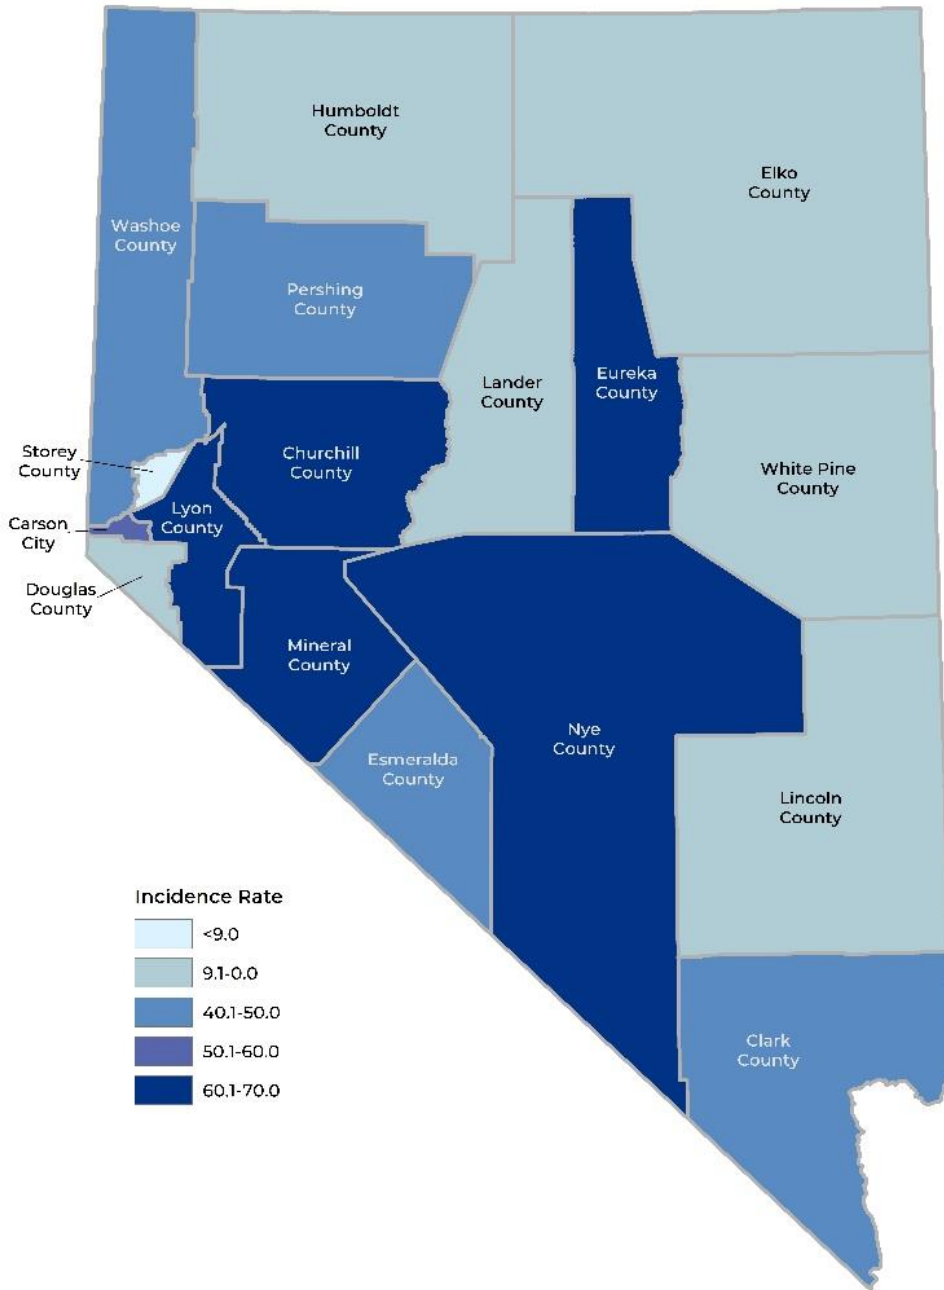 Humboldt
County
Elko
County
Washoe
County
Pershing
County
Lander
County
Eureka
County
Storey
County
Churchill
County
White Pine
County
Lyon
County
Carson
City
Douglas
County
Mineral
County
Nye
County
Esmeralda
County
Lincoln
County
Incidence Rate
<9.0
9.1-0.0
40.1-50.0
50.1-60.0
60.1-70.0
Clark
County